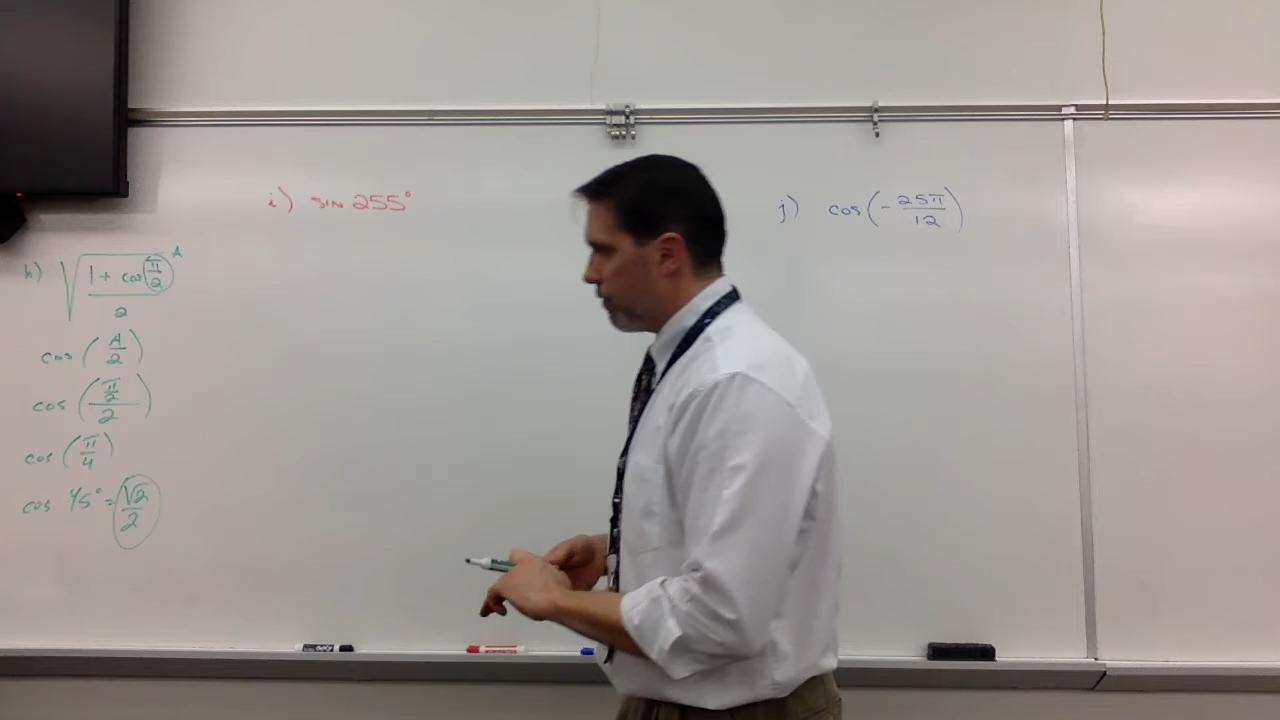 i) sin 255°
j) cos(-25π/12)
h) √((1 + cos(π/2))/2) A
cos(A/2)
cos((π/2)/2)
cos(π/4)
cos 45° = √2/2